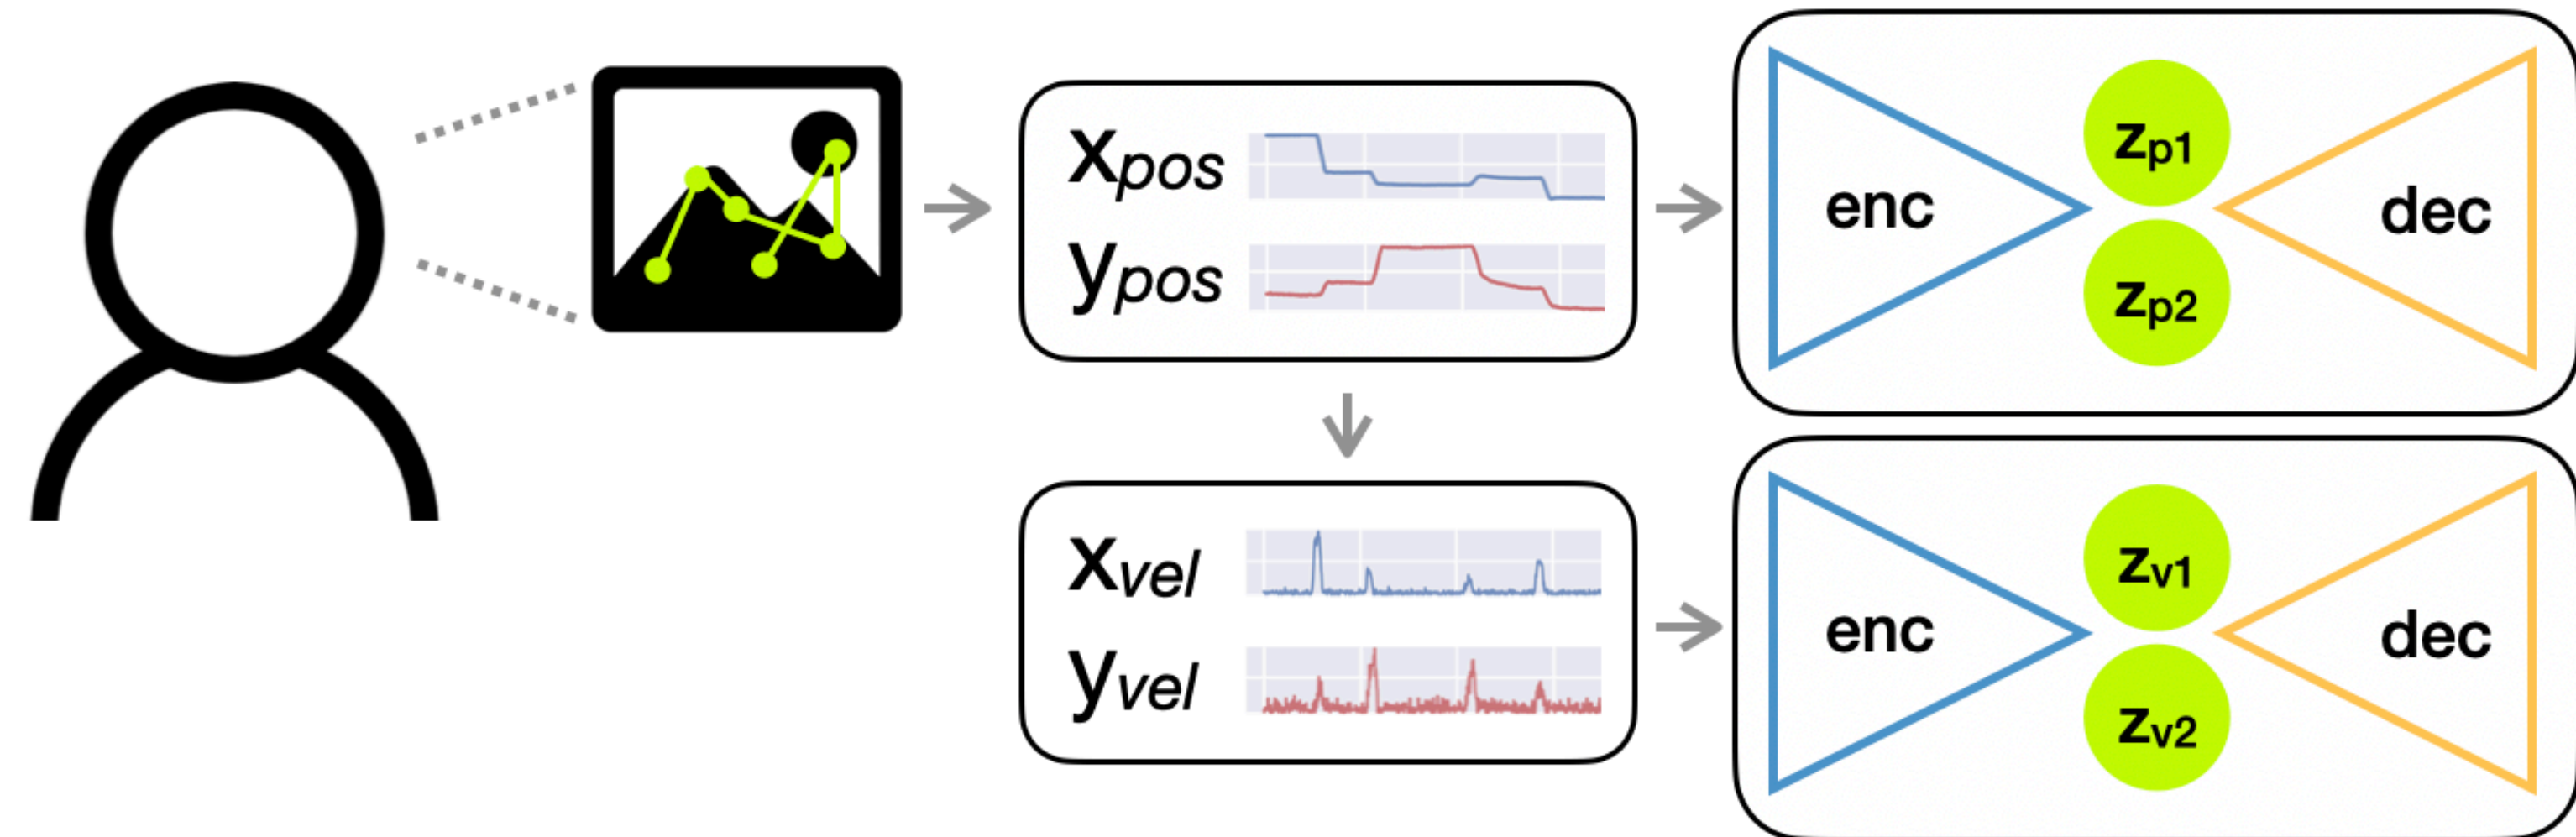 x_pos
y_pos
enc
z_p1
z_p2
dec
x_vel
y_vel
enc
z_v1
z_v2
dec